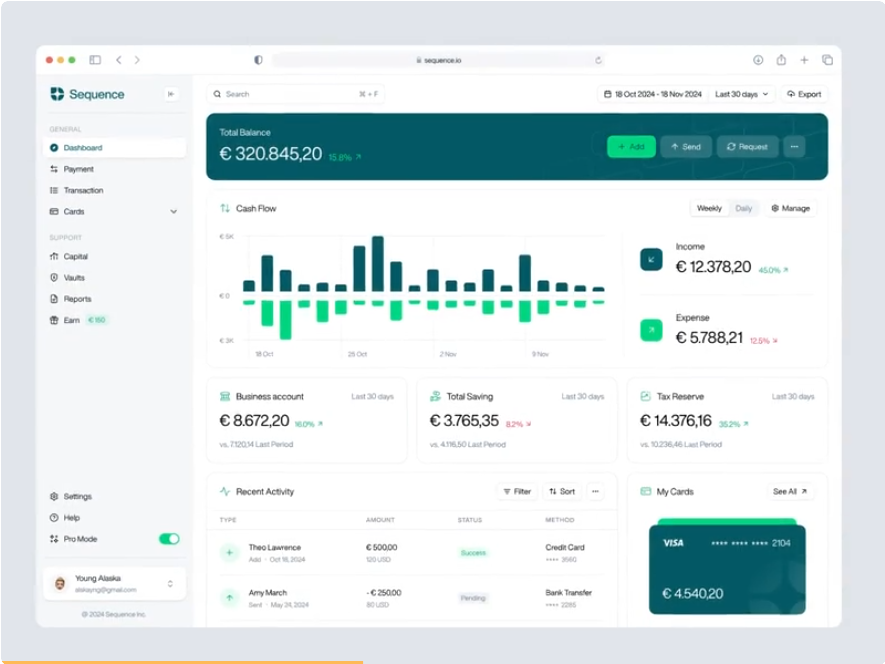 sequence.io
Sequence
Search
⌘ + F
18 Oct 2024 - 18 Nov 2024
Last 30 days
Export
GENERAL
Dashboard
Payment
Transaction
Cards
SUPPORT
Capital
Vaults
Reports
Earn € 150
Settings
Help
Pro Mode
Young Alaska
alskayng@gmail.com
© 2024 Sequence Inc.
Total Balance
€ 320.845,20 15.8%
+ Add
Send
Request
Cash Flow
Weekly Daily
Manage
€ 5K
€ 0
€ 3K
18 Oct
25 Oct
2 Nov
9 Nov
Income
€ 12.378,20 45.0%
Expense
€ 5.788,21 12.5%
Business account Last 30 days
€ 8.672,20 16.0%
vs. 7.120,14 Last Period
Total Saving Last 30 days
€ 3.765,35 8.2%
vs. 4.116,50 Last Period
Tax Reserve Last 30 days
€ 14.376,16 35.2%
vs. 10.236,46 Last Period
Recent Activity
Filter
Sort
TYPE AMOUNT STATUS METHOD
Theo Lawrence € 500,00 Success Credit Card
Add · Oct 18, 2024 120 USD •••• 3560
Amy March - € 250,00 Pending Bank Transfer
Sent · May 24, 2024 80 USD •••• 2285
My Cards
See All
VISA **** **** **** 2104
€ 4.540,20